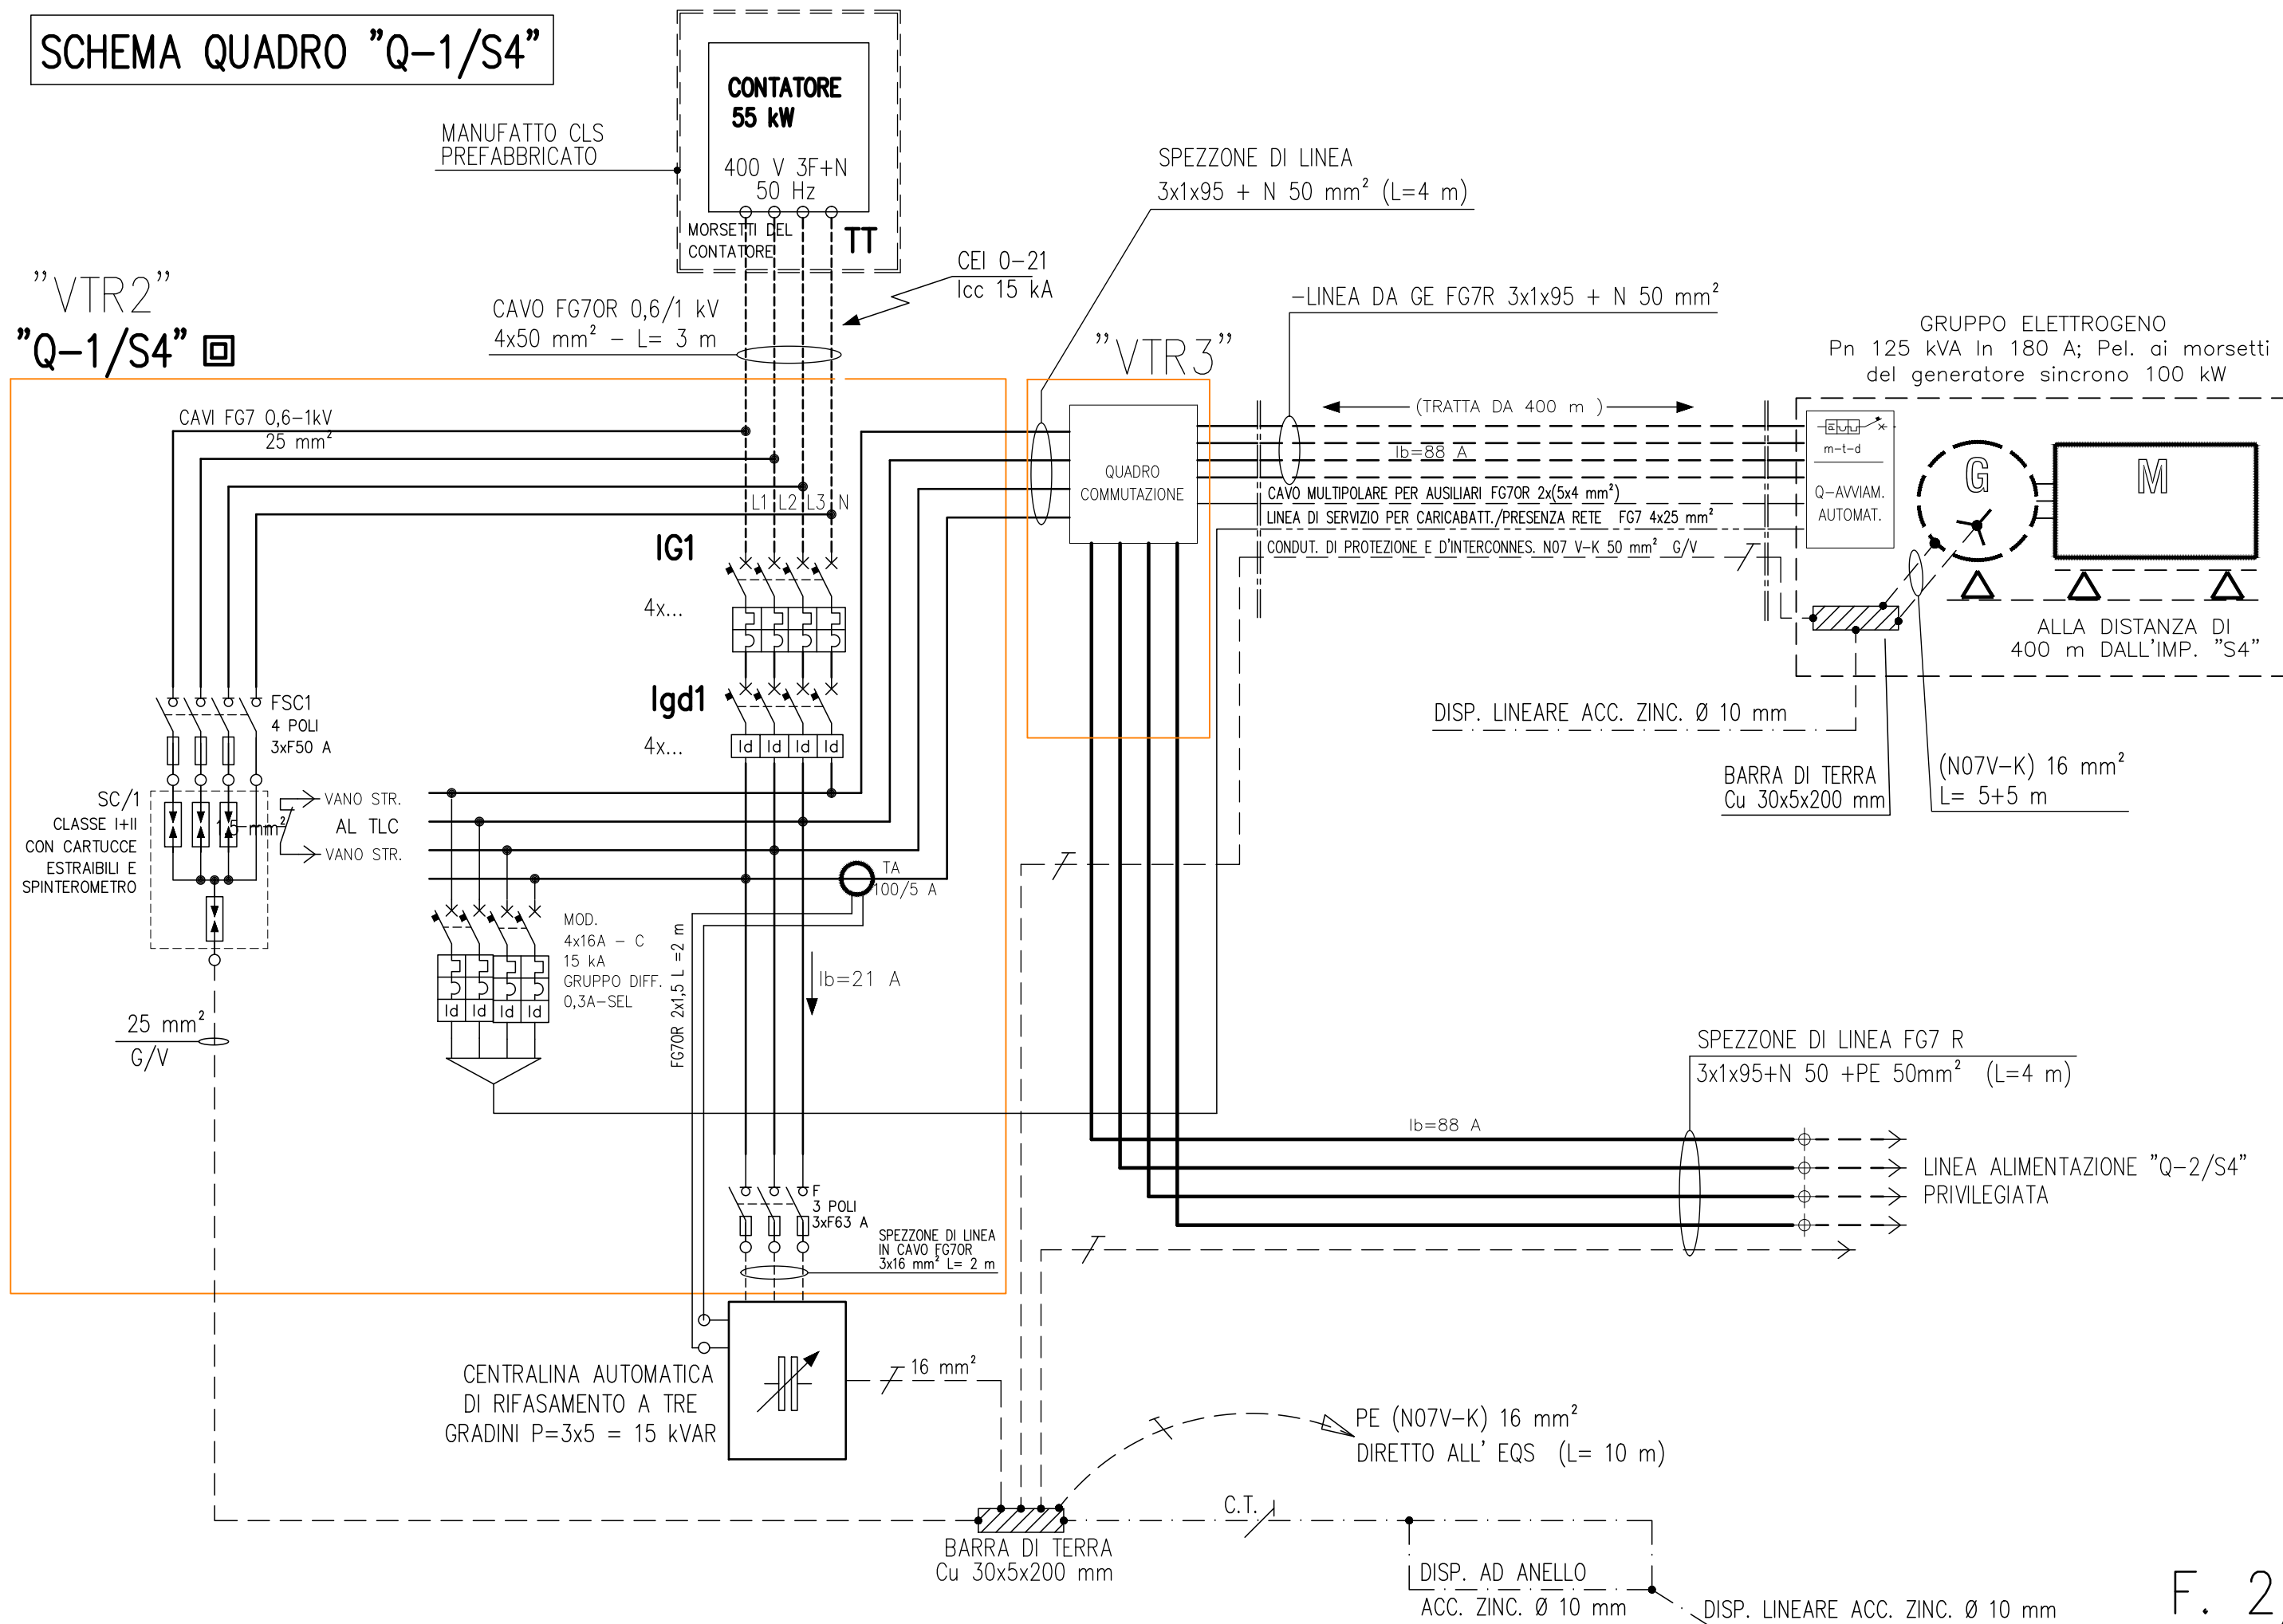 SCHEMA QUADRO "Q-1/S4"
CONTATORE
55 kW
400 V 3F+N
50 Hz
MORSETTI DEL
CONTATORE
TT
MANUFATTO CLS
PREFABBRICATO
SPEZZONE DI LINEA
3x1x95 + N 50 mm² (L=4 m)
CEI 0-21
Icc 15 kA
"VTR2"
"Q-1/S4"
CAVO FG7OR 0,6/1 kV
4x50 mm² - L= 3 m
"VTR3"
-LINEA DA GE FG7R 3x1x95 + N 50 mm²
GRUPPO ELETTROGENO
Pn 125 kVA In 180 A; Pel. ai morsetti
del generatore sincrono 100 kW
CAVI FG7 0,6-1kV
25 mm²
(TRATTA DA 400 m )
Ib=88 A
m-t-d
Q-AVVIAM.
AUTOMAT.
G
M
QUADRO
COMMUTAZIONE
CAVO MULTIPOLARE PER AUSILIARI FG7OR 2x(5x4 mm²)
LINEA DI SERVIZIO PER CARICABATT./PRESENZA RETE FG7 4x25 mm²
CONDUT. DI PROTEZIONE E D'INTERCONNES. N07 V-K 50 mm² G/V
L1 L2 L3 N
IG1
4x...
Igd1
4x...
Id Id Id Id
ALLA DISTANZA DI
400 m DALL'IMP. "S4"
DISP. LINEARE ACC. ZINC. Ø 10 mm
BARRA DI TERRA
Cu 30x5x200 mm
(N07V-K) 16 mm²
L= 5+5 m
FSC1
4 POLI
3xF50 A
SC/1
CLASSE I+II
CON CARTUCCE
ESTRAIBILI E
SPINTEROMETRO
mm²
VANO STR.
AL TLC
VANO STR.
TA
100/5 A
MOD.
4x16A - C
15 kA
GRUPPO DIFF.
0,3A-SEL
Id Id Id Id
FG7OR 2x1,5 L =2 m
Ib=21 A
25 mm²
G/V
SPEZZONE DI LINEA FG7 R
3x1x95+N 50 +PE 50mm² (L=4 m)
Ib=88 A
LINEA ALIMENTAZIONE "Q-2/S4"
PRIVILEGIATA
F
3 POLI
3xF63 A
SPEZZONE DI LINEA
IN CAVO FG7OR
3x16 mm² L= 2 m
CENTRALINA AUTOMATICA
DI RIFASAMENTO A TRE
GRADINI P=3x5 = 15 kVAR
16 mm²
PE (N07V-K) 16 mm²
DIRETTO ALL' EQS (L= 10 m)
C.T.
BARRA DI TERRA
Cu 30x5x200 mm
DISP. AD ANELLO
ACC. ZINC. Ø 10 mm
DISP. LINEARE ACC. ZINC. Ø 10 mm
F. 2